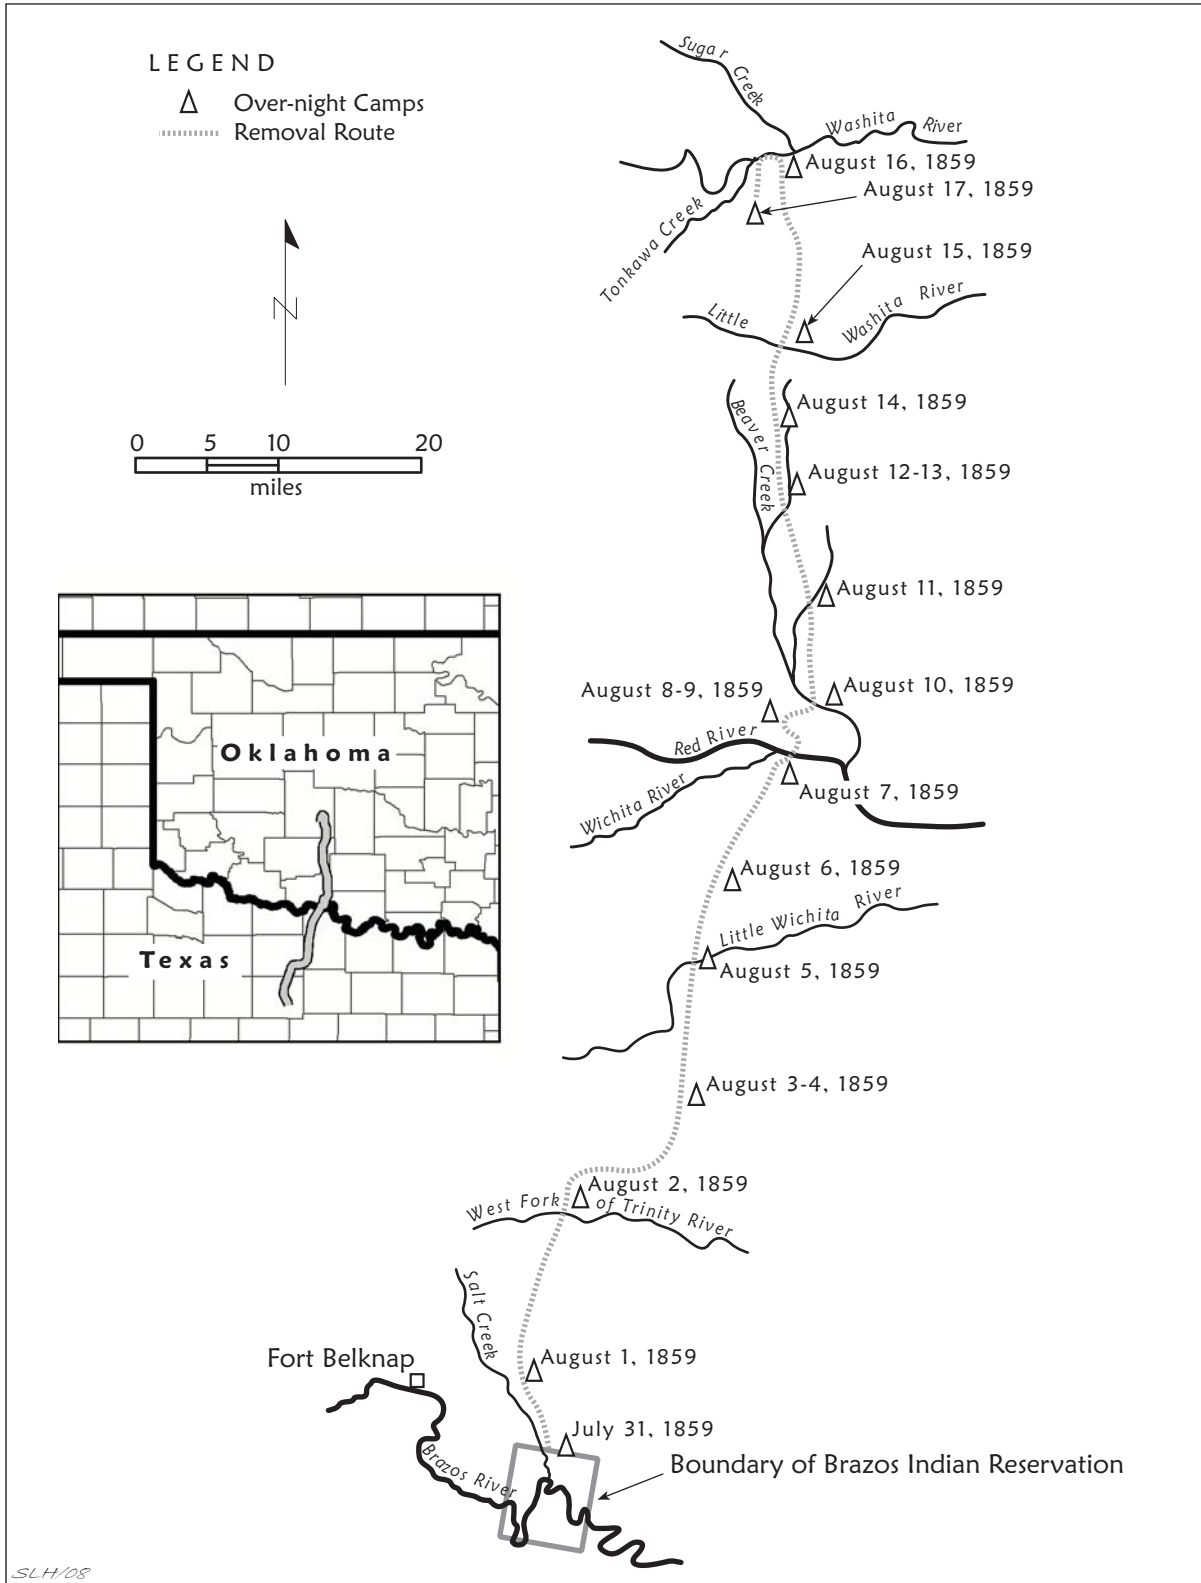 LEGEND
Over-night Camps
Removal Route
N
0 5 10 20
miles
Sugar Creek
Washita River
August 16, 1859
August 17, 1859
Tonkawa Creek
August 15, 1859
Little Washita River
Beaver Creek
August 14, 1859
August 12-13, 1859
August 11, 1859
August 8-9, 1859
August 10, 1859
Red River
Wichita River
August 7, 1859
August 6, 1859
Little Wichita River
August 5, 1859
August 3-4, 1859
August 2, 1859
West Fork of Trinity River
Salt Creek
August 1, 1859
Fort Belknap
July 31, 1859
Brazos River
Boundary of Brazos Indian Reservation
Oklahoma
Texas
SLH/08